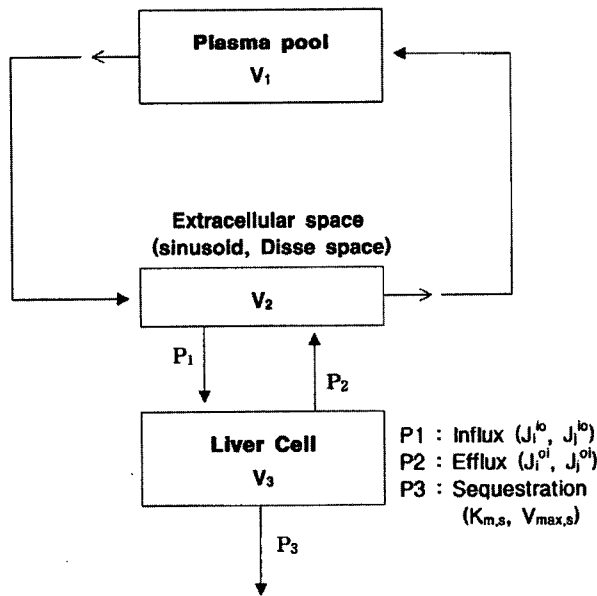 Plasma pool
V₁
Extracellular space
(sinusoid, Disse space)
V₂
P₁
P₂
Liver Cell
V₃
P₃
P1 : Influx (Jᵢⁱᵒ, Jⱼⁱᵒ)
P2 : Efflux (Jᵢᵒⁱ, Jⱼᵒⁱ)
P3 : Sequestration
(Km,s, Vmax,s)